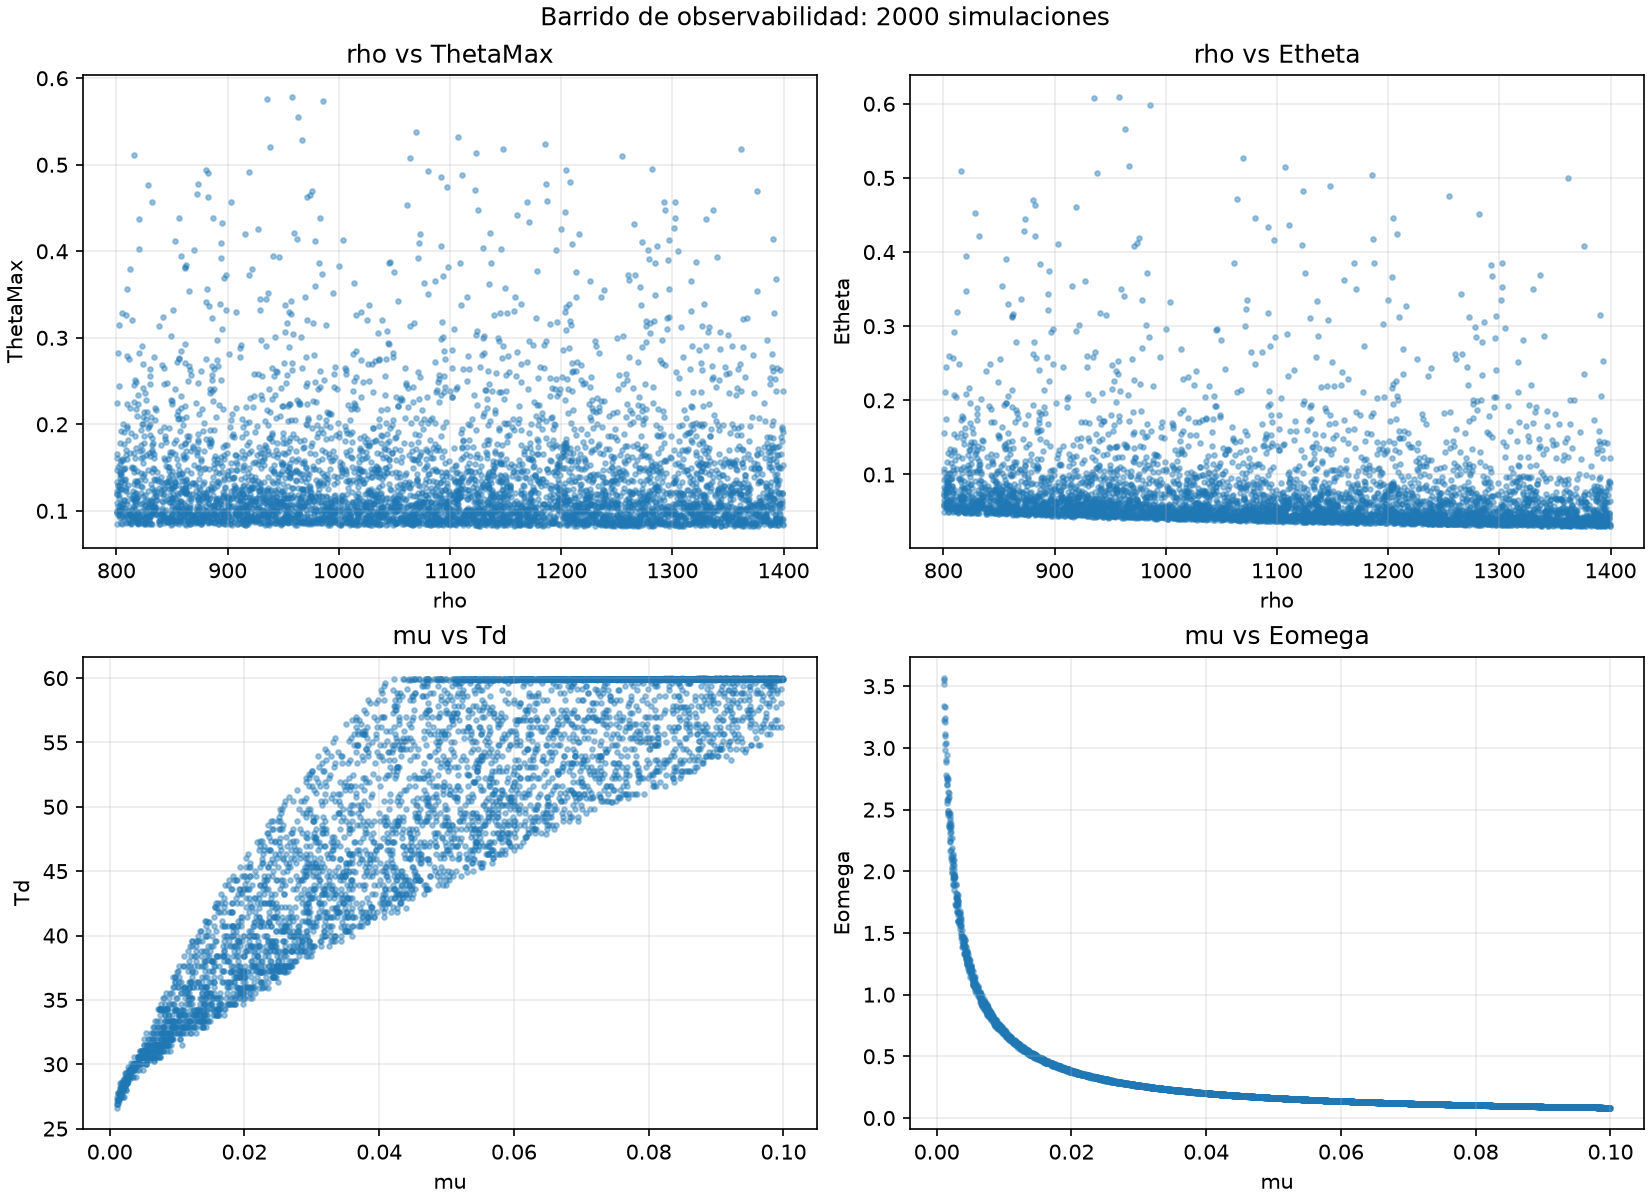 Barrido de observabilidad: 2000 simulaciones
rho vs ThetaMax
0.6
0.5
0.4
0.3
0.2
0.1
ThetaMax
800 900 1000 1100 1200 1300 1400
rho
rho vs Etheta
0.6
0.5
0.4
0.3
0.2
0.1
Etheta
800 900 1000 1100 1200 1300 1400
rho
mu vs Td
60
55
50
45
40
35
30
25
Td
0.00 0.02 0.04 0.06 0.08 0.10
mu
mu vs Eomega
3.5
3.0
2.5
2.0
1.5
1.0
0.5
0.0
Eomega
0.00 0.02 0.04 0.06 0.08 0.10
mu